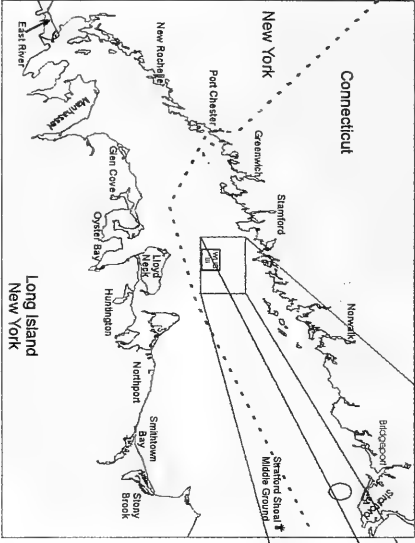 Connecticut
New York
East River
New Rochelle
Port Chester
Greenwich
Stamford
Norwalk
Bridgeport
Manhasset
Glen Cove
Oyster Bay
Lloyd
Neck
Huntington
Northport
Smithtown
Bay
Stony
Brook
Stratford Shoal
Middle Ground
Long Island
New York